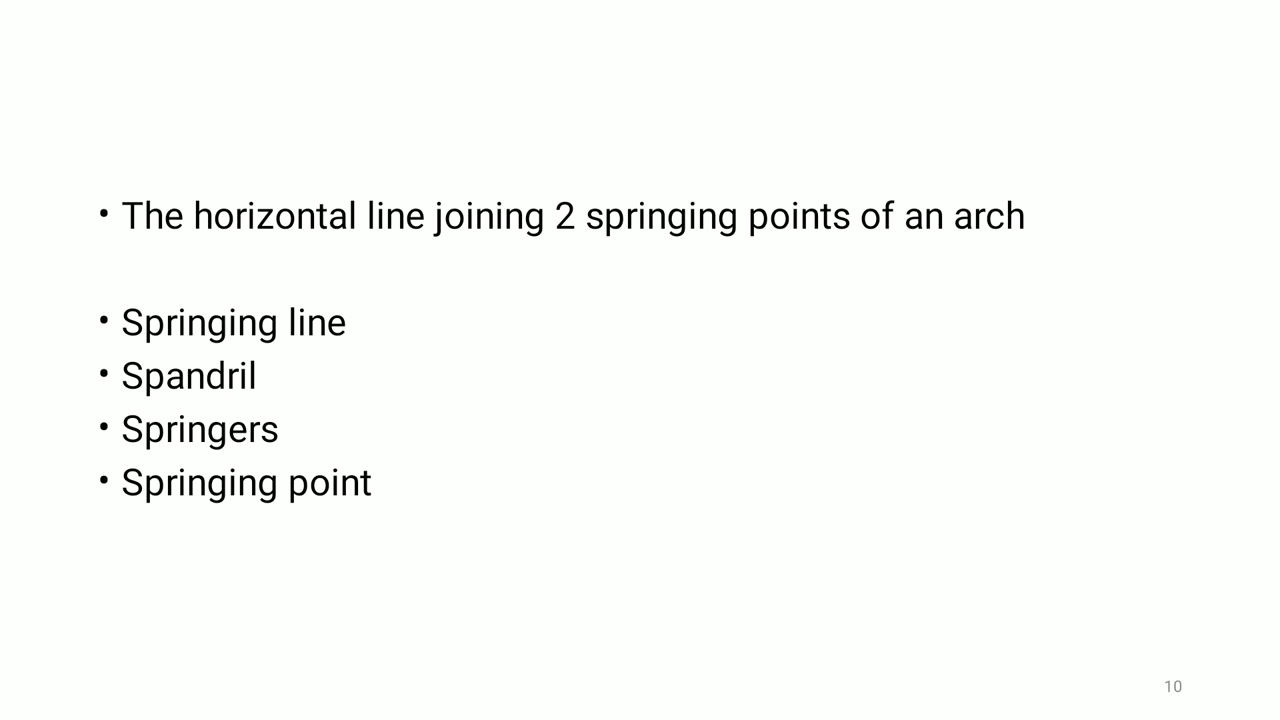 • The horizontal line joining 2 springing points of an arch
• Springing line
• Spandril
• Springers
• Springing point
10